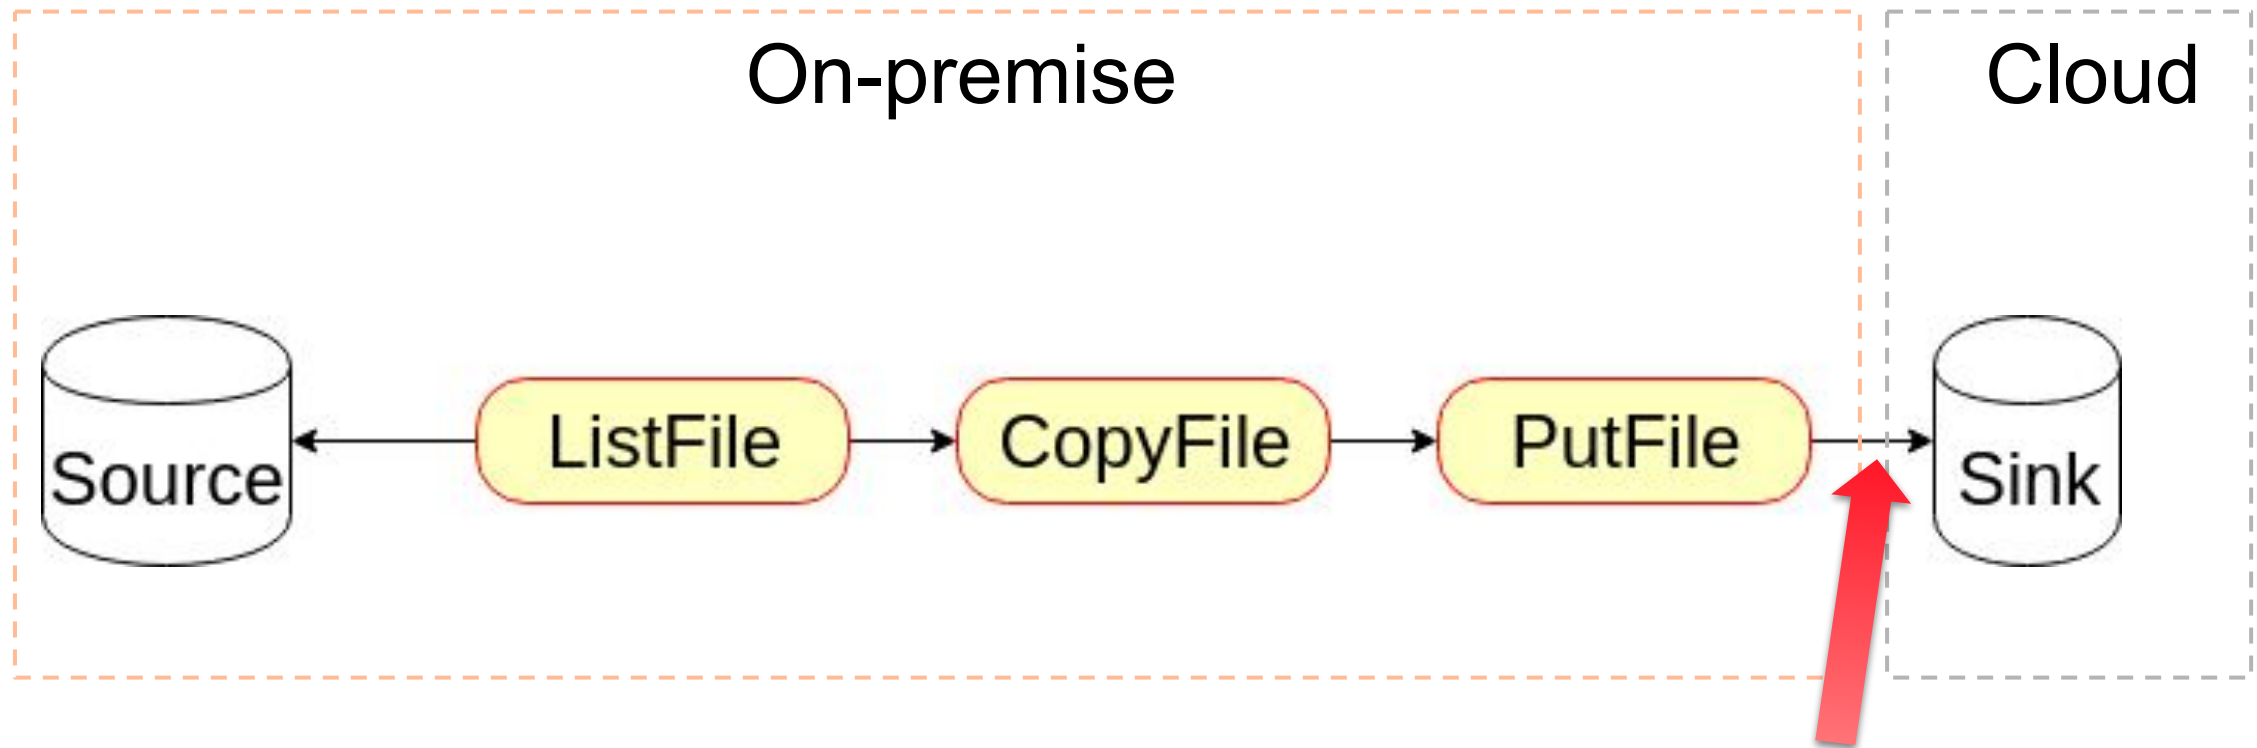 On-premise
Cloud
Source
ListFile
CopyFile
PutFile
Sink